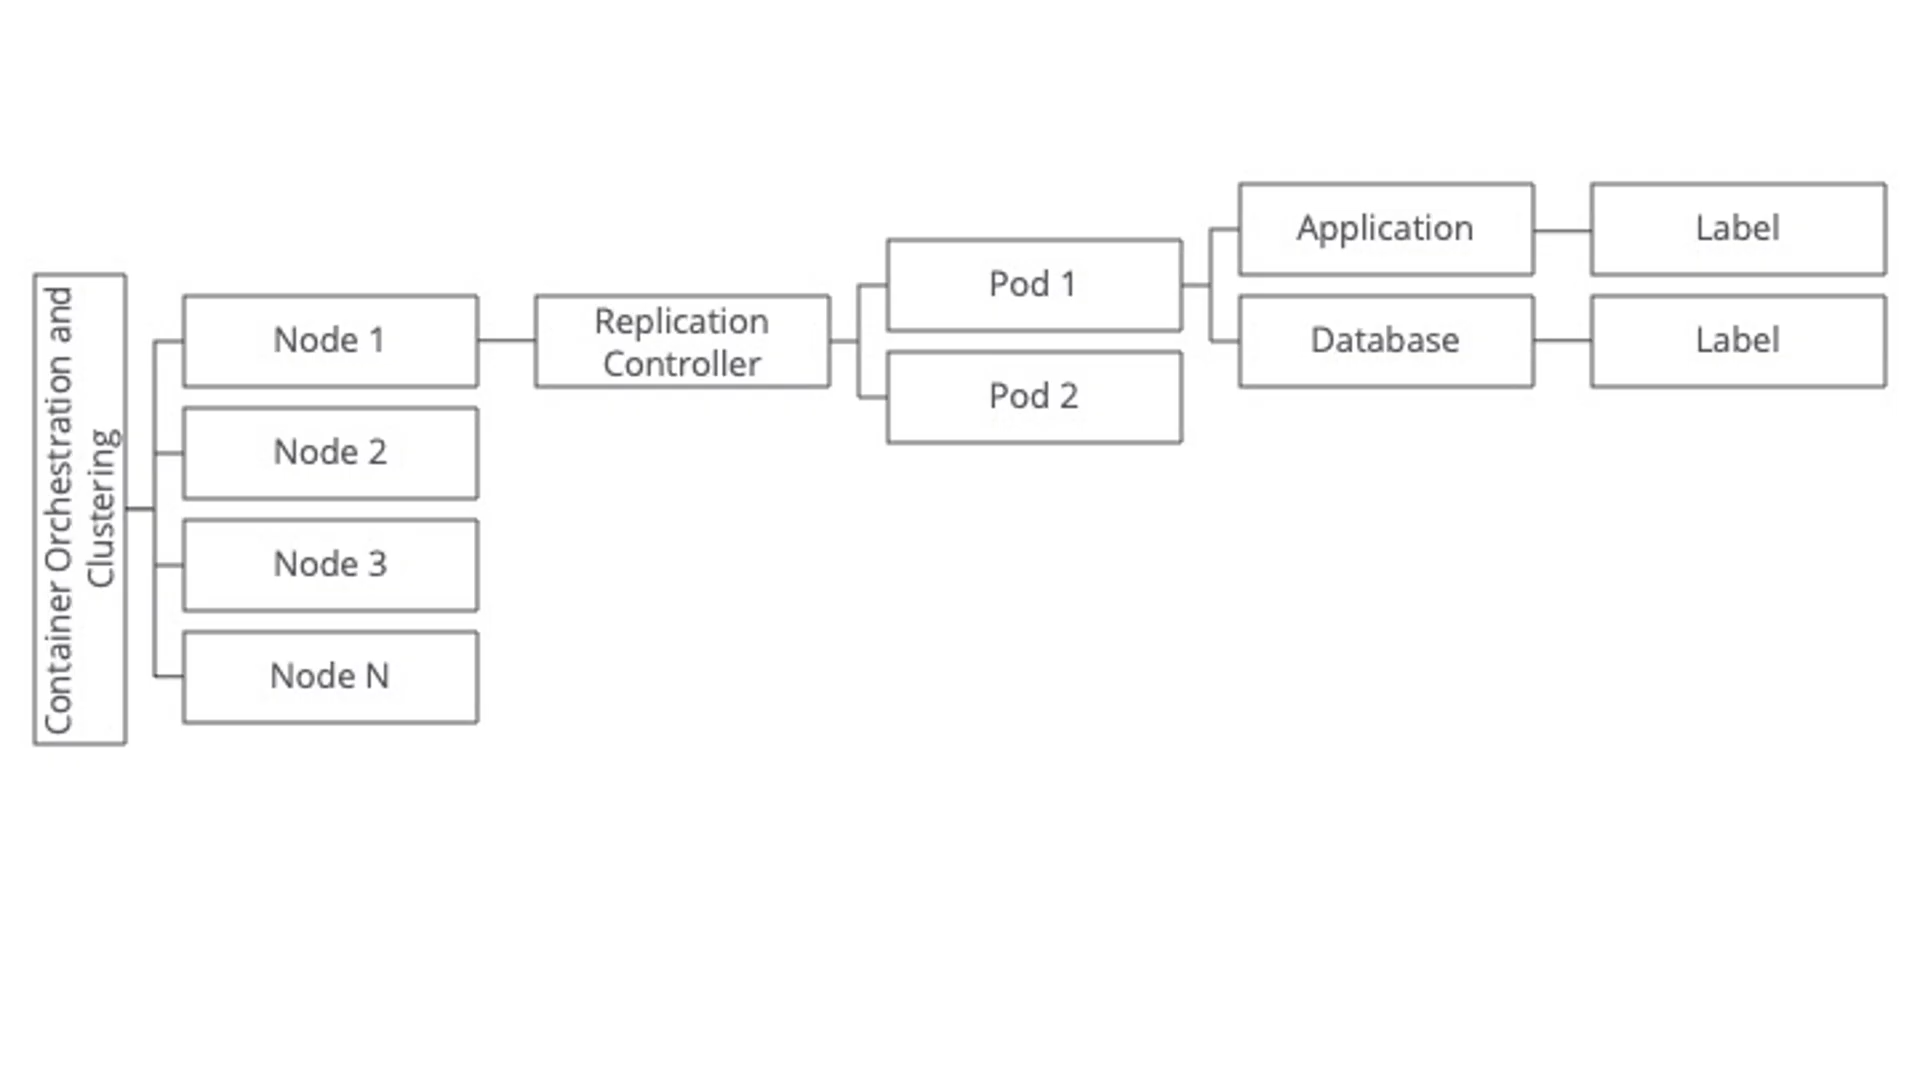 Container Orchestration and
Clustering
Node 1
Node 2
Node 3
Node N
Replication
Controller
Pod 1
Pod 2
Application
Database
Label
Label